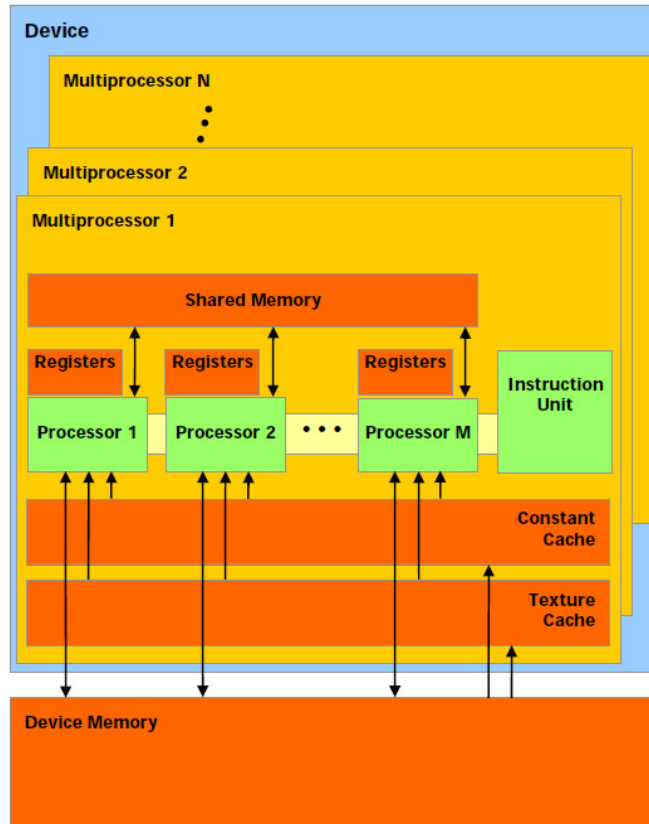 Device
Multiprocessor N
Multiprocessor 2
Multiprocessor 1
Shared Memory
Registers
Registers
Registers
Instruction
Unit
Processor 1
Processor 2
• • •
Processor M
Constant
Cache
Texture
Cache
Device Memory